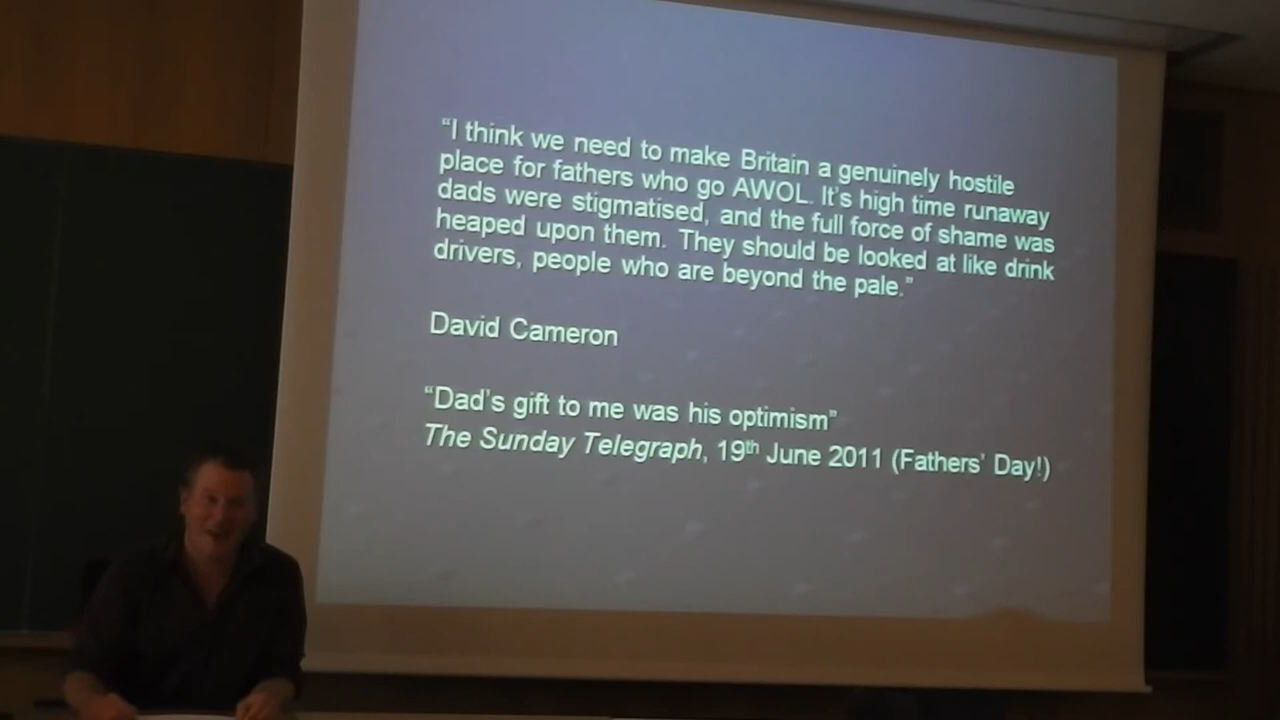 “I think we need to make Britain a genuinely hostile
place for fathers who go AWOL. It’s high time runaway
dads were stigmatised, and the full force of shame was
heaped upon them. They should be looked at like drink
drivers, people who are beyond the pale.”
David Cameron
“Dad’s gift to me was his optimism”
The Sunday Telegraph, 19th June 2011 (Fathers’ Day!)